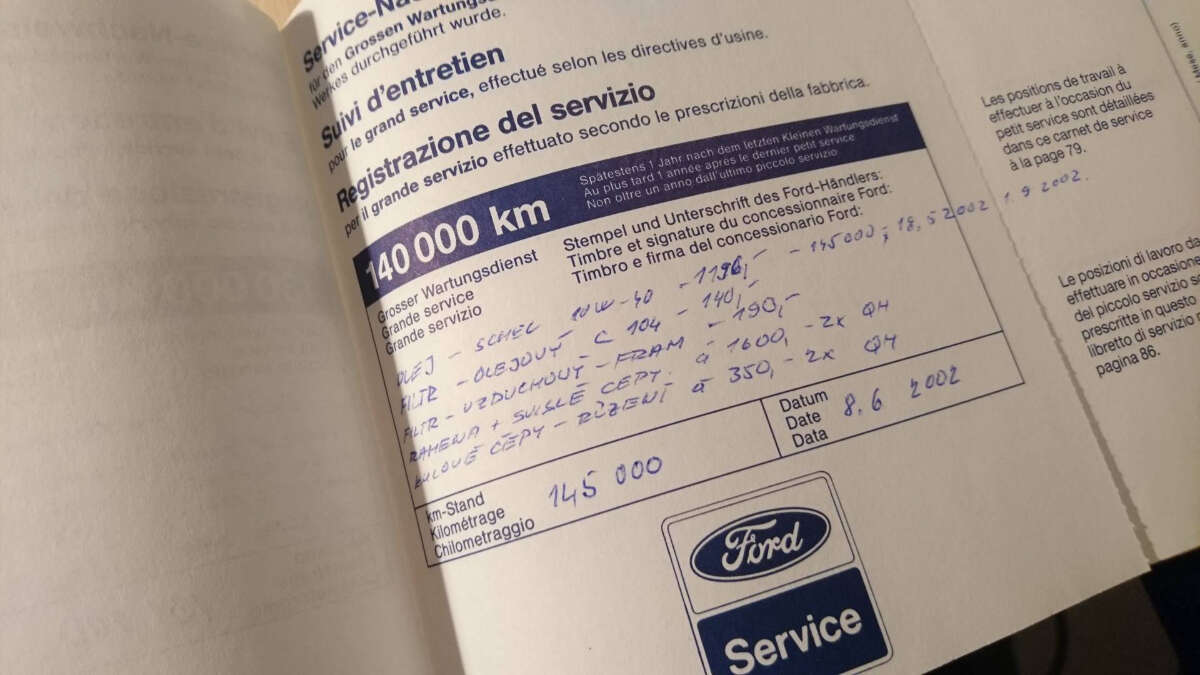 Service-Na
für den Grossen Wartungs
Werkes durchgeführt wurde.
Suivi d'entretien
pour le grand service, effectué selon les directives d'usine.
Registrazione del servizio
per il grande servizio effettuato secondo le prescrizioni della fabbrica.
140 000 km
Spätestens 1 Jahr nach dem letzten Kleinen Wartungsdienst
Au plus tard 1 année après le dernier petit service
Non oltre un anno dall'ultimo piccolo servizio
Grosser Wartungsdienst
Grande service
Grande servizio
Stempel und Unterschrift des Ford-Händlers:
Timbre et signature du concessionnaire Ford:
Timbro e firma del concessionario Ford:
OLEJ - 10W-40 - 1196,- - 145000; 18.5 2002 1.9 2002.
FILTR - OLEJOVÝ - C 104 - 140,-
FILTR - VZDUCHOVÝ - FRAM - 190,-
RAMENA + SVISLÉ ČEPY. á 1600,- 2x QH
KULOVÉ ČEPY - ŘÍZENÍ á 350,- 2x QH
km-Stand
Kilométrage
Chilometraggio
145 000
Datum
Date
Data
8.6 2002
Ford
Service
Les positions de travail à
effectuer à l'occasion du
petit service sont détaillées
dans ce carnet de service
à la page 79.
Le posizioni di lavoro da
effettuare in occasione
del piccolo servizio so
prescritte in questo
libretto di servizio
pagina 86.